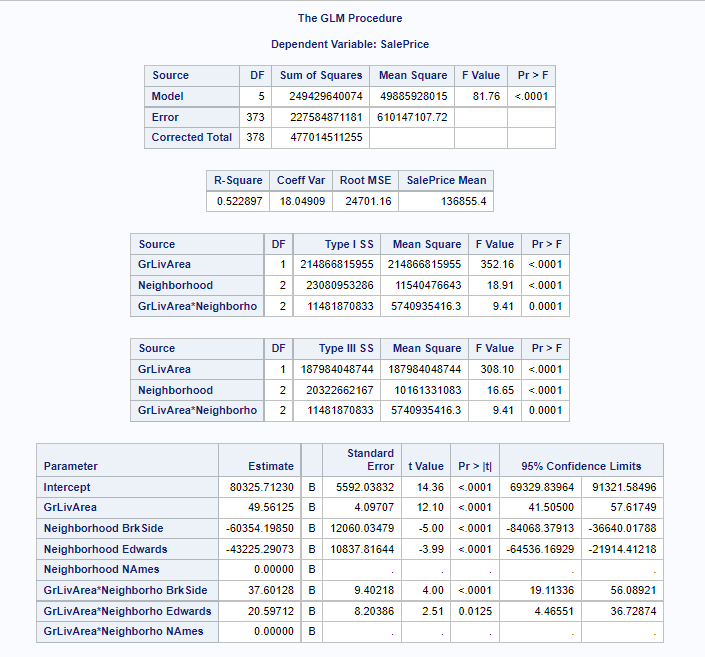 The GLM Procedure
Dependent Variable: SalePrice
Source DF Sum of Squares Mean Square F Value Pr > F
Model 5 249429640074 49885928015 81.76 <.0001
Error 373 227584871181 610147107.72
Corrected Total 378 477014511255
R-Square Coeff Var Root MSE SalePrice Mean
0.522897 18.04909 24701.16 136855.4
Source DF Type I SS Mean Square F Value Pr > F
GrLivArea 1 214866815955 214866815955 352.16 <.0001
Neighborhood 2 23080953286 11540476643 18.91 <.0001
GrLivArea*Neighborho 2 11481870833 5740935416.3 9.41 0.0001
Source DF Type III SS Mean Square F Value Pr > F
GrLivArea 1 187984048744 187984048744 308.10 <.0001
Neighborhood 2 20322662167 10161331083 16.65 <.0001
GrLivArea*Neighborho 2 11481870833 5740935416.3 9.41 0.0001
Parameter Estimate Standard Error t Value Pr > |t| 95% Confidence Limits
Intercept 80325.71230 B 5592.03832 14.36 <.0001 69329.83964 91321.58496
GrLivArea 49.56125 B 4.09707 12.10 <.0001 41.50500 57.61749
Neighborhood BrkSide -60354.19850 B 12060.03479 -5.00 <.0001 -84068.37913 -36640.01788
Neighborhood Edwards -43225.29073 B 10837.81644 -3.99 <.0001 -64536.16929 -21914.41218
Neighborhood NAmes 0.00000 B . . . . .
GrLivArea*Neighborho BrkSide 37.60128 B 9.40218 4.00 <.0001 19.11336 56.08921
GrLivArea*Neighborho Edwards 20.59712 B 8.20386 2.51 0.0125 4.46551 36.72874
GrLivArea*Neighborho NAmes 0.00000 B . . . . .